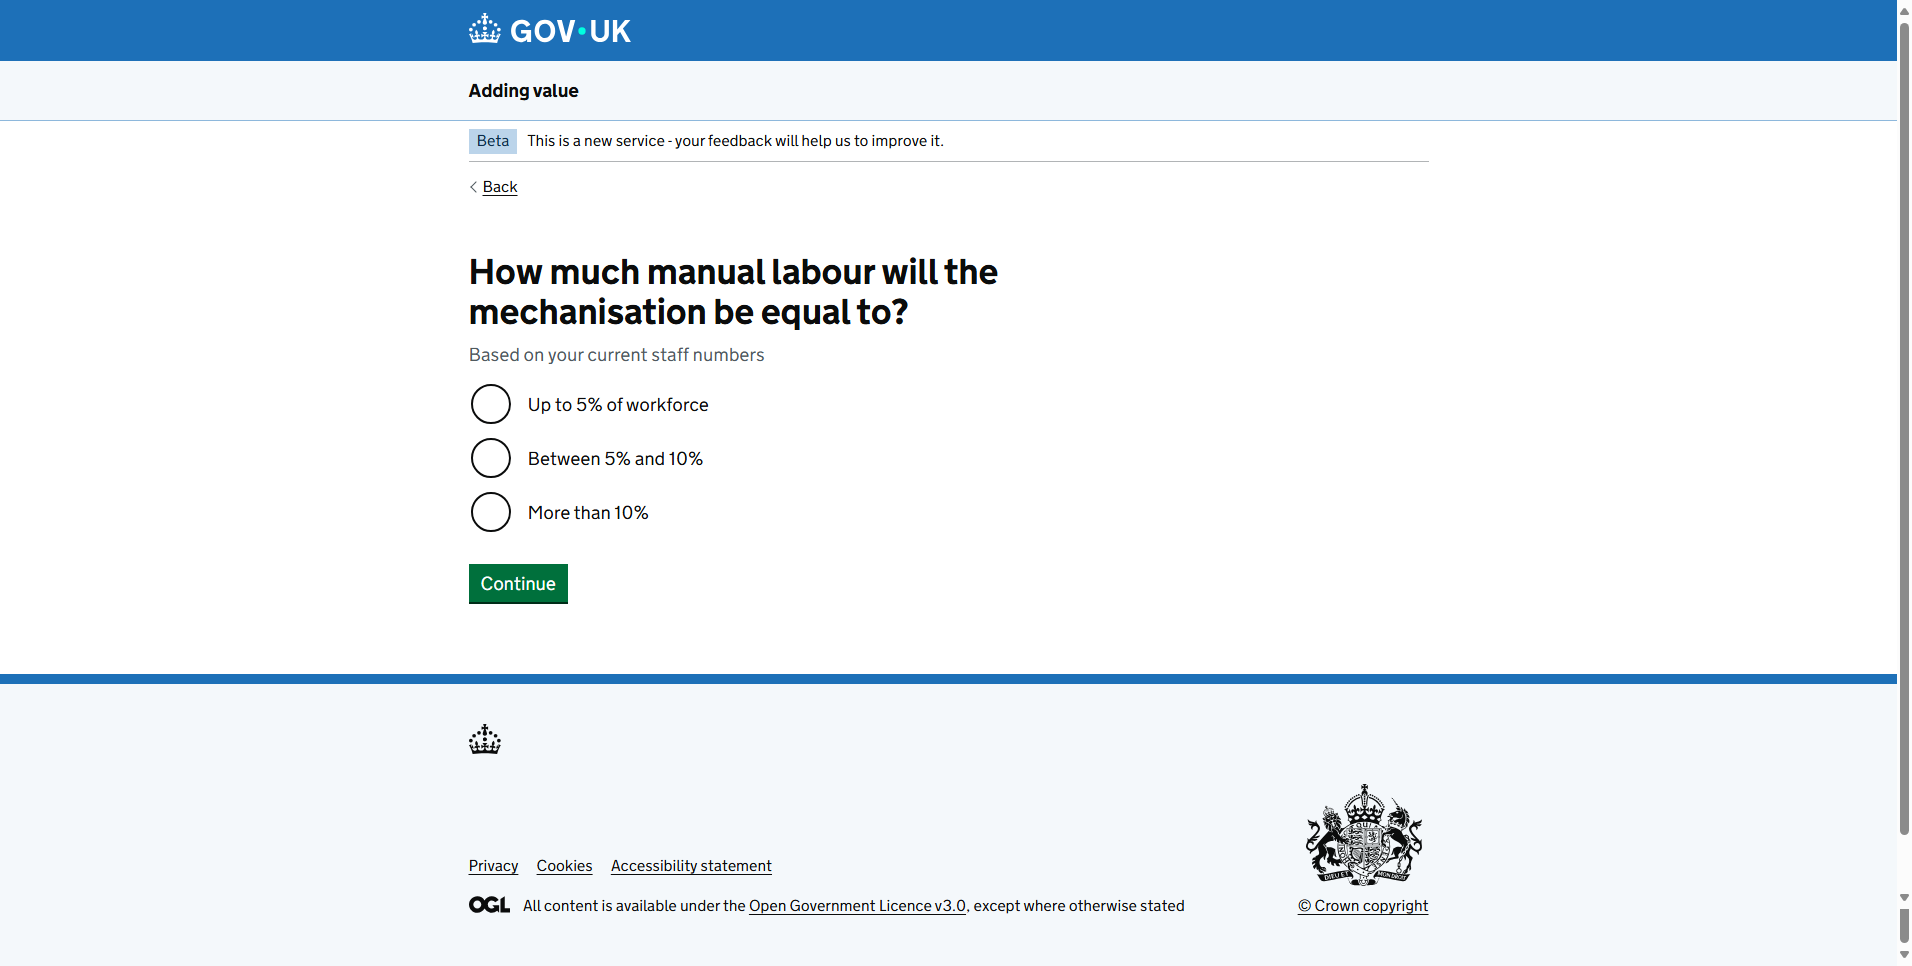 GOV·UK
Adding value
Beta This is a new service - your feedback will help us to improve it.
Back
How much manual labour will the
mechanisation be equal to?
Based on your current staff numbers
Up to 5% of workforce
Between 5% and 10%
More than 10%
Continue
Privacy Cookies Accessibility statement
OGL All content is available under the Open Government Licence v3.0, except where otherwise stated
© Crown copyright